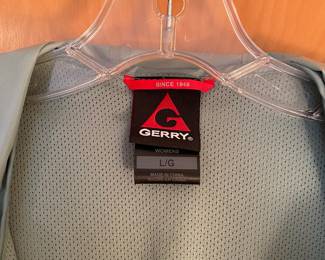 SINCE 1946
GERRY®
WOMENS
L/G
MADE IN CHINA